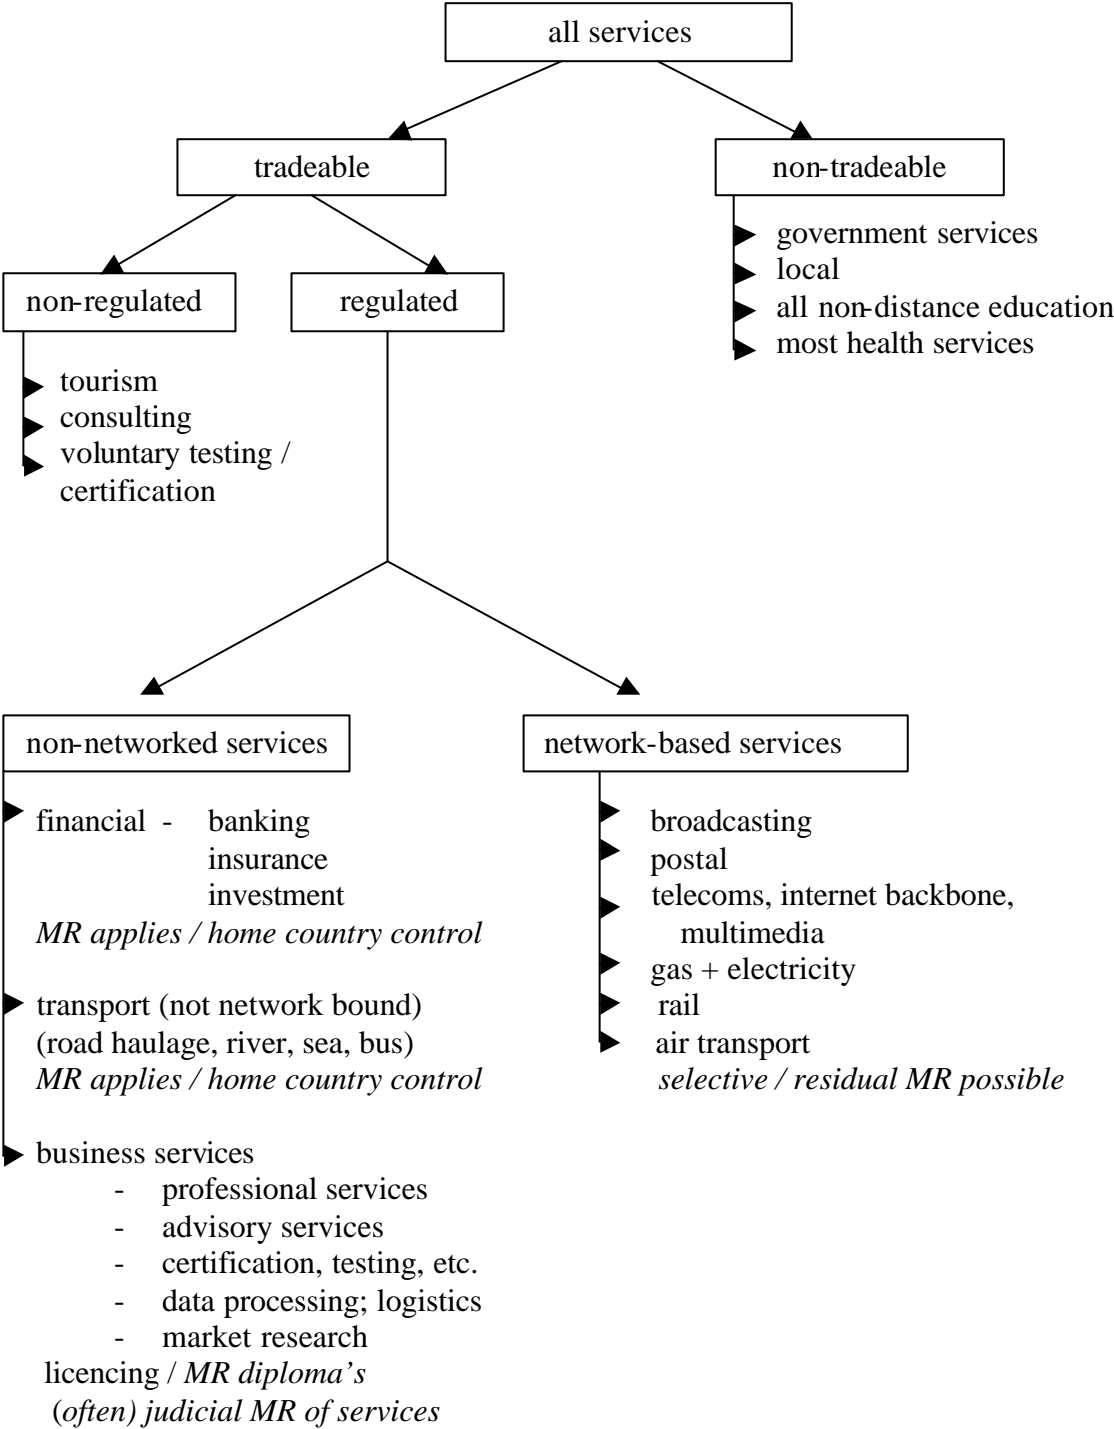 all services
tradeable
non-tradeable
government services
local
all non-distance education
most health services
non-regulated
regulated
tourism
consulting
voluntary testing /
certification
non-networked services
financial - banking
insurance
investment
MR applies / home country control
transport (not network bound)
(road haulage, river, sea, bus)
MR applies / home country control
business services
- professional services
- advisory services
- certification, testing, etc.
- data processing; logistics
- market research
licencing / MR diploma's
(often) judicial MR of services
network-based services
broadcasting
postal
telecoms, internet backbone,
multimedia
gas + electricity
rail
air transport
selective / residual MR possible